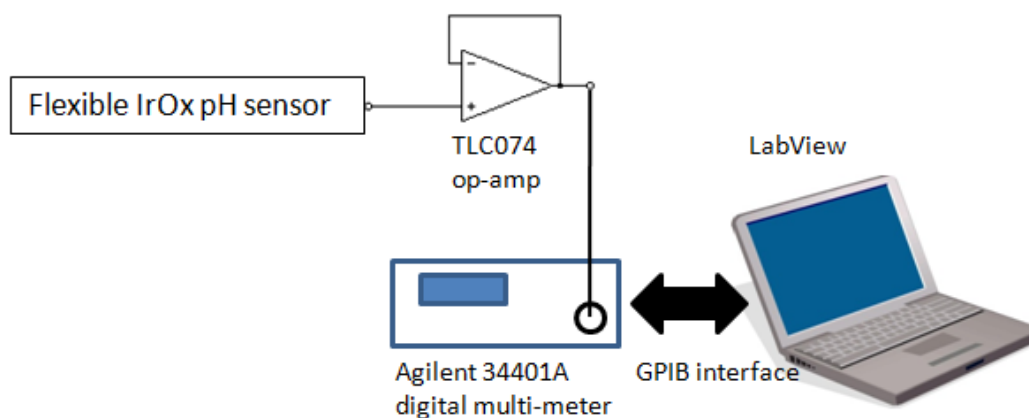 Flexible IrOx pH sensor
−
+
TLC074
op-amp
LabView
Agilent 34401A
digital multi-meter
GPIB interface